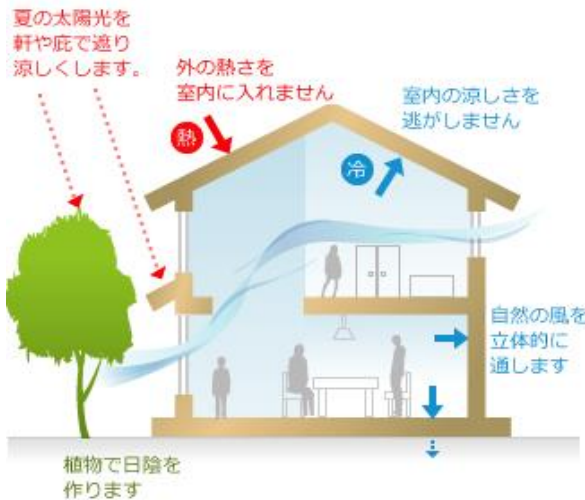 夏の太陽光を
軒や庇で遮り
涼しくします。
外の熱さを
室内に入れません
熱
室内の涼しさを
逃がしません
冷
自然の風を
立体的に
通します
植物で日陰を
作ります